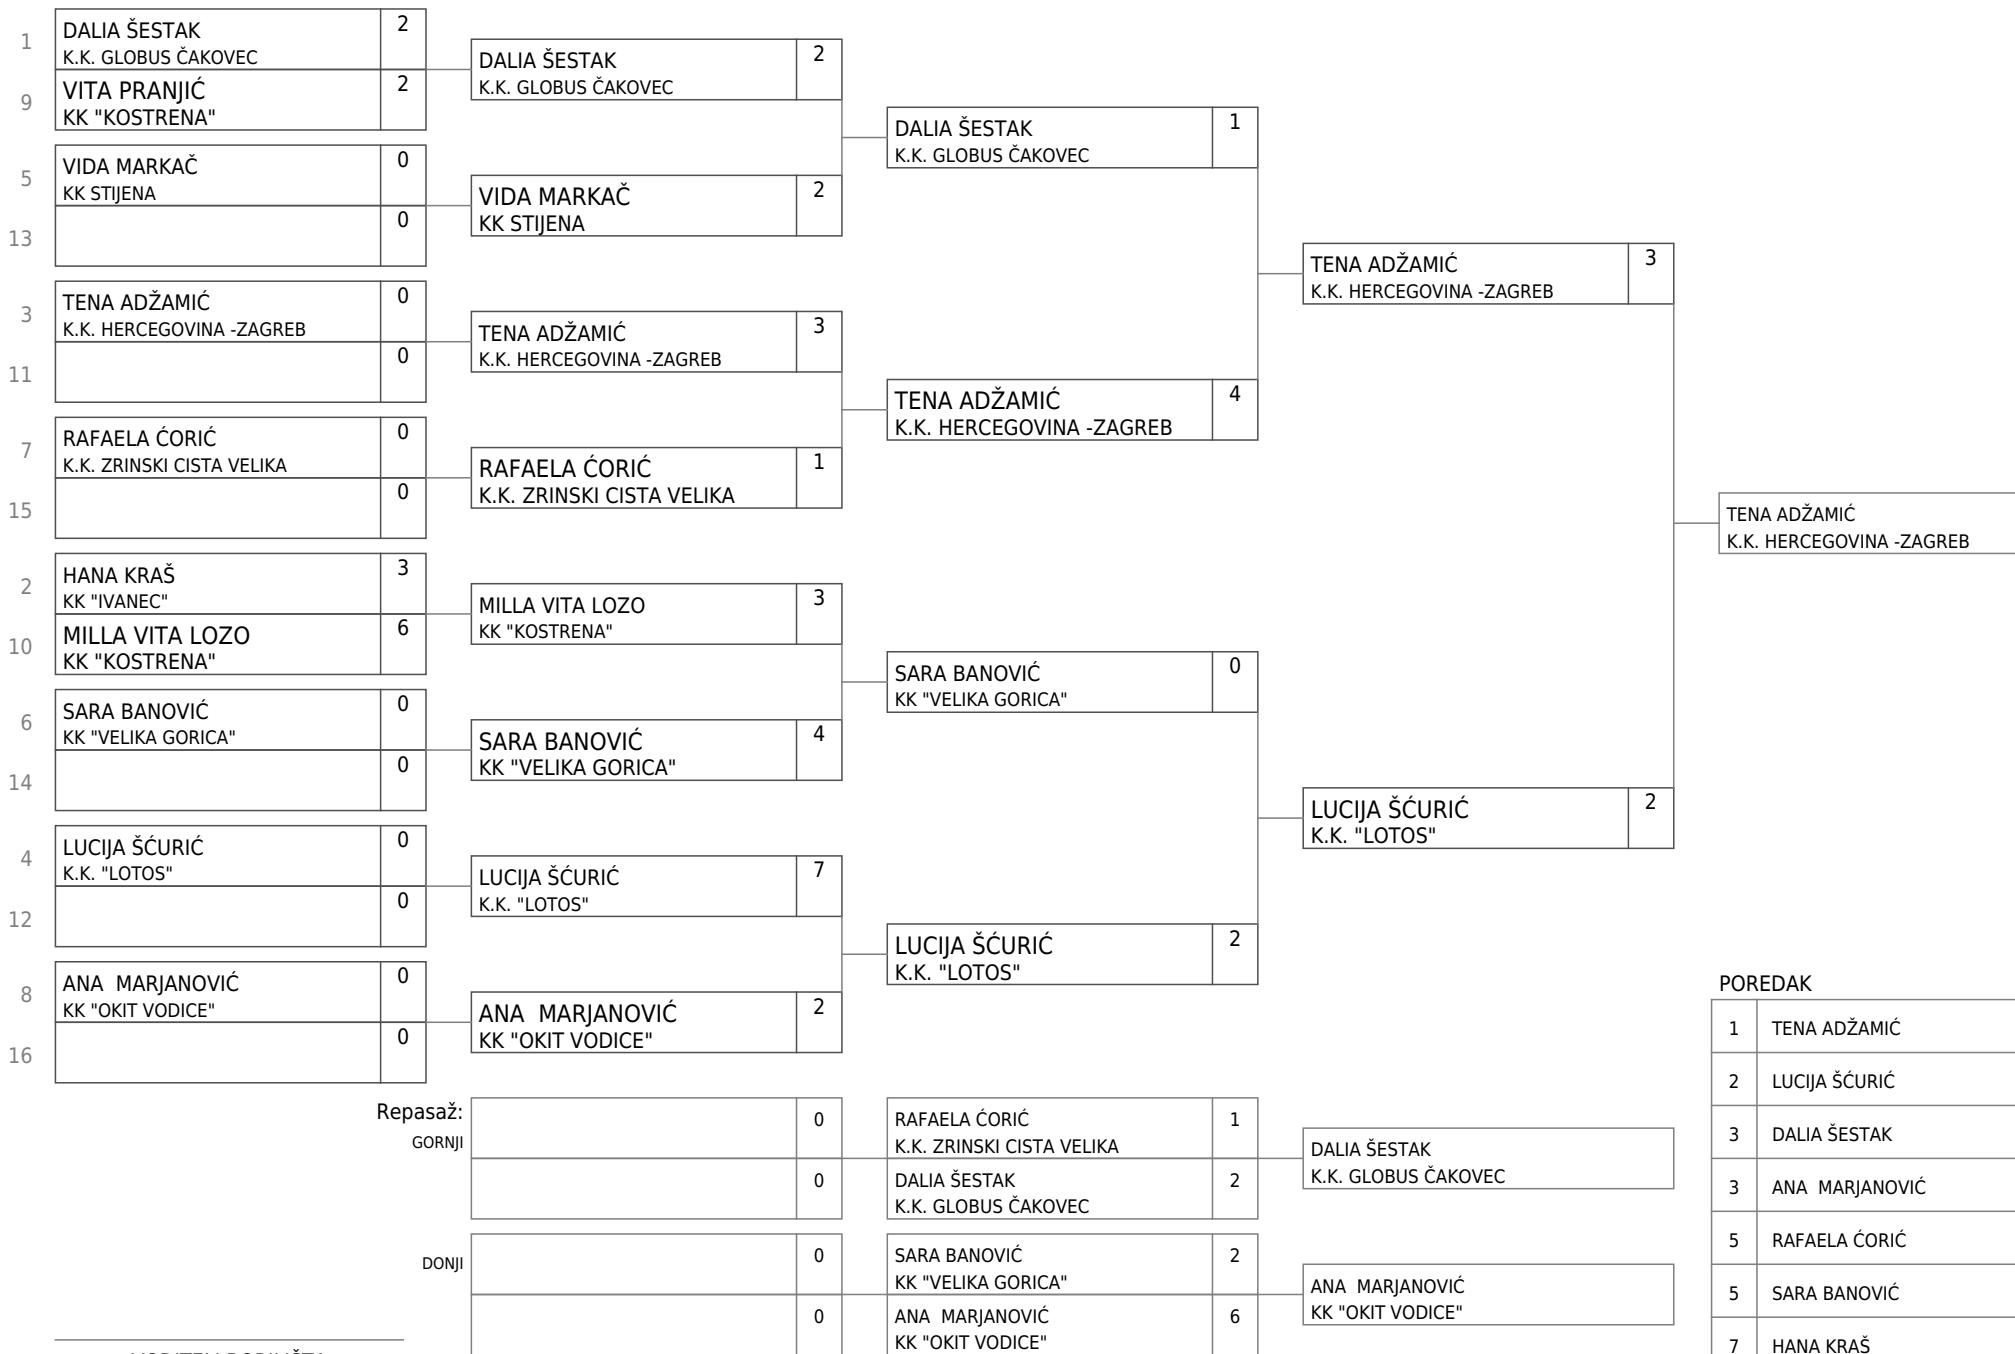 1
DALIA ŠESTAK
K.K. GLOBUS ČAKOVEC
2
9
VITA PRANJIĆ
KK "KOSTRENA"
2
5
VIDA MARKAČ
KK STIJENA
0
13
0
3
TENA ADŽAMIĆ
K.K. HERCEGOVINA -ZAGREB
0
11
0
7
RAFAELA ĆORIĆ
K.K. ZRINSKI CISTA VELIKA
0
15
0
2
HANA KRAŠ
KK "IVANEC"
3
10
MILLA VITA LOZO
KK "KOSTRENA"
6
6
SARA BANOVIĆ
KK "VELIKA GORICA"
0
14
0
4
LUCIJA ŠĆURIĆ
K.K. "LOTOS"
0
12
0
8
ANA  MARJANOVIĆ
KK "OKIT VODICE"
0
16
0
DALIA ŠESTAK
K.K. GLOBUS ČAKOVEC
2
VIDA MARKAČ
KK STIJENA
2
TENA ADŽAMIĆ
K.K. HERCEGOVINA -ZAGREB
3
RAFAELA ĆORIĆ
K.K. ZRINSKI CISTA VELIKA
1
MILLA VITA LOZO
KK "KOSTRENA"
3
SARA BANOVIĆ
KK "VELIKA GORICA"
4
LUCIJA ŠĆURIĆ
K.K. "LOTOS"
7
ANA  MARJANOVIĆ
KK "OKIT VODICE"
2
DALIA ŠESTAK
K.K. GLOBUS ČAKOVEC
1
TENA ADŽAMIĆ
K.K. HERCEGOVINA -ZAGREB
4
SARA BANOVIĆ
KK "VELIKA GORICA"
0
LUCIJA ŠĆURIĆ
K.K. "LOTOS"
2
TENA ADŽAMIĆ
K.K. HERCEGOVINA -ZAGREB
3
LUCIJA ŠĆURIĆ
K.K. "LOTOS"
2
TENA ADŽAMIĆ
K.K. HERCEGOVINA -ZAGREB
Repasaž:
GORNJI
0
0
RAFAELA ĆORIĆ
K.K. ZRINSKI CISTA VELIKA
1
DALIA ŠESTAK
K.K. GLOBUS ČAKOVEC
2
DALIA ŠESTAK
K.K. GLOBUS ČAKOVEC
DONJI
0
0
SARA BANOVIĆ
KK "VELIKA GORICA"
2
ANA  MARJANOVIĆ
KK "OKIT VODICE"
6
ANA  MARJANOVIĆ
KK "OKIT VODICE"
POREDAK
1 TENA ADŽAMIĆ
2 LUCIJA ŠĆURIĆ
3 DALIA ŠESTAK
3 ANA  MARJANOVIĆ
5 RAFAELA ĆORIĆ
5 SARA BANOVIĆ
7 HANA KRAŠ